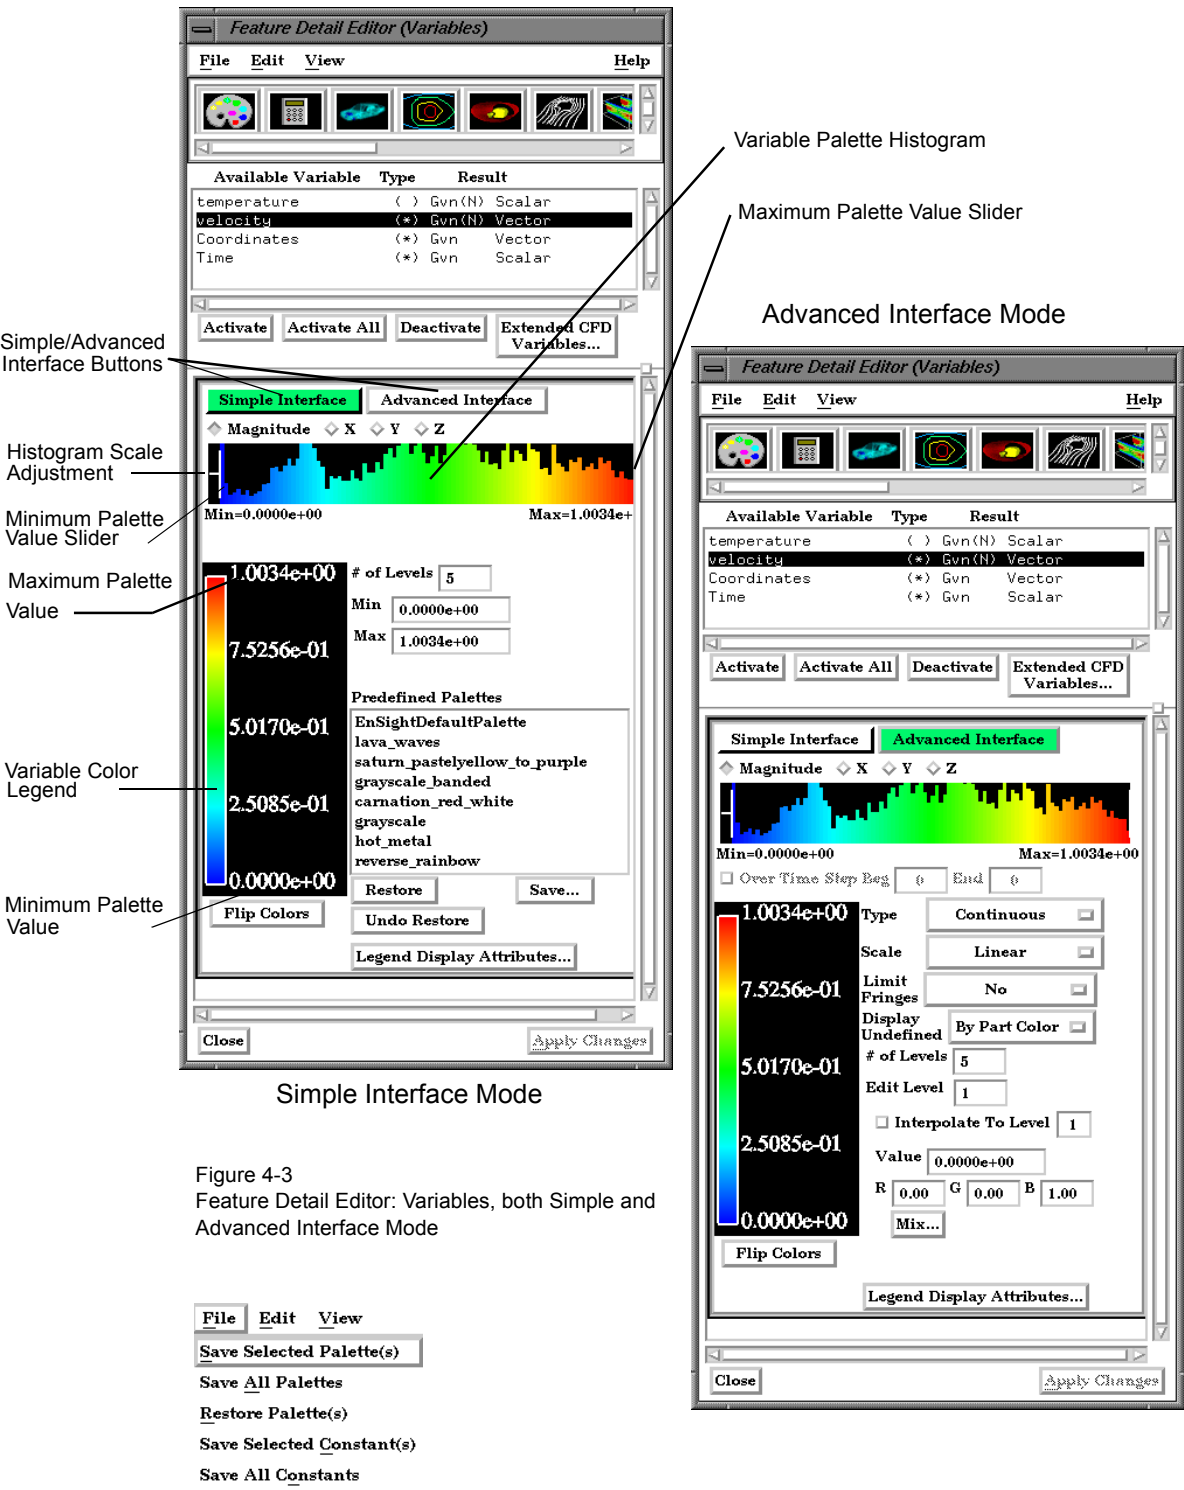 Feature Detail Editor (Variables)
File Edit View Help
Available Variable Type Result
temperature ( ) Gvn(N) Scalar
velocity (*) Gvn(N) Vector
Coordinates (*) Gvn Vector
Time (*) Gvn Scalar
Activate Activate All Deactivate Extended CFD
Variables...
Simple Interface Advanced Interface
Magnitude X Y Z
Min=0.0000e+00 Max=1.0034e+
1.0034e+00
7.5256e-01
5.0170e-01
2.5085e-01
0.0000e+00
# of Levels 5
Min 0.0000e+00
Max 1.0034e+00
Predefined Palettes
EnSightDefaultPalette
lava_waves
saturn_pastelyellow_to_purple
grayscale_banded
carnation_red_white
grayscale
hot_metal
reverse_rainbow
Restore Save...
Flip Colors
Undo Restore
Legend Display Attributes...
Close Apply Changes
Simple Interface Mode
Variable Palette Histogram
Maximum Palette Value Slider
Simple/Advanced
Interface Buttons
Histogram Scale
Adjustment
Minimum Palette
Value Slider
Maximum Palette
Value
Variable Color
Legend
Minimum Palette
Value
Advanced Interface Mode
Feature Detail Editor (Variables)
File Edit View Help
Available Variable Type Result
temperature ( ) Gvn(N) Scalar
velocity (*) Gvn(N) Vector
Coordinates (*) Gvn Vector
Time (*) Gvn Scalar
Activate Activate All Deactivate Extended CFD
Variables...
Simple Interface Advanced Interface
Magnitude X Y Z
Min=0.0000e+00 Max=1.0034e+00
Over Time Step Beg 0 End 0
1.0034e+00
7.5256e-01
5.0170e-01
2.5085e-01
0.0000e+00
Type Continuous
Scale Linear
Limit
Fringes No
Display
Undefined By Part Color
# of Levels 5
Edit Level 1
Interpolate To Level 1
Value 0.0000e+00
R 0.00 G 0.00 B 1.00
Mix...
Flip Colors
Legend Display Attributes...
Close Apply Changes
Figure 4-3
Feature Detail Editor: Variables, both Simple and
Advanced Interface Mode
File Edit View
Save Selected Palette(s)
Save All Palettes
Restore Palette(s)
Save Selected Constant(s)
Save All Constants